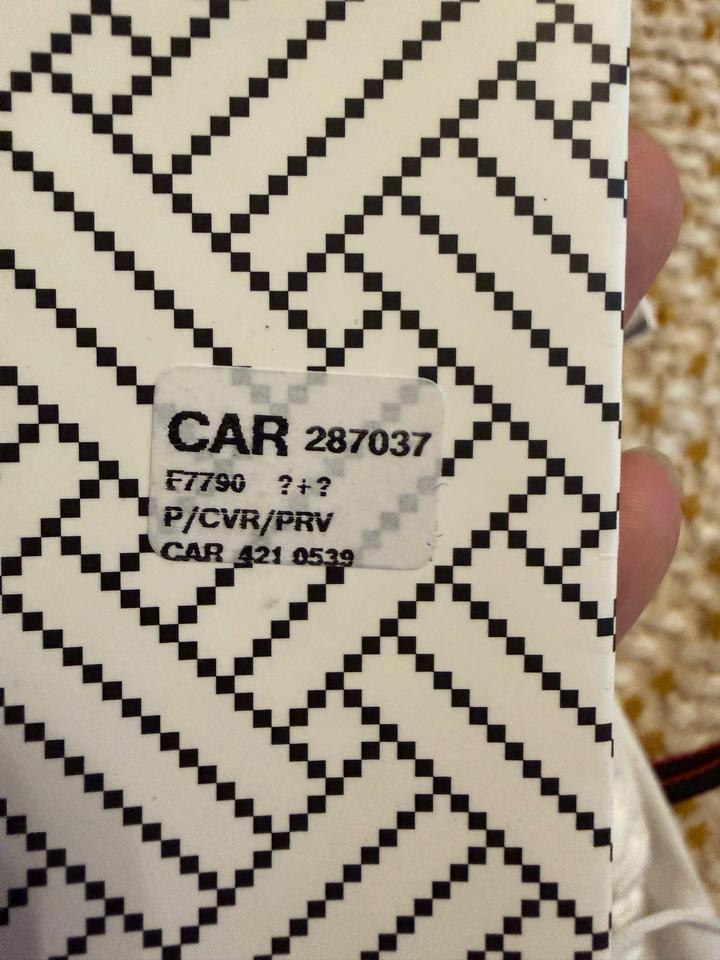 CAR 287037
F7790 ?+?
P/CVR/PRV
CAR 421 0539